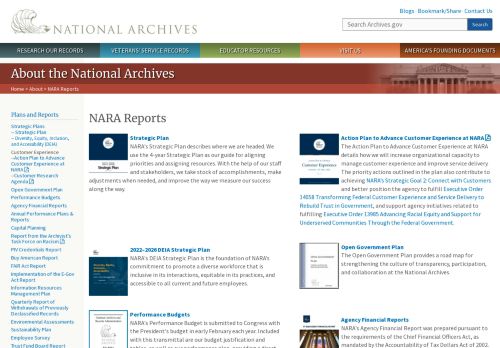 NATIONAL ARCHIVES
Blogs · Bookmark/Share · Contact Us
Search Archives.gov
Search
RESEARCH OUR RECORDS
VETERANS' SERVICE RECORDS
EDUCATOR RESOURCES
VISIT US
AMERICA'S FOUNDING DOCUMENTS
About the National Archives
Home > About > NARA Reports
Plans and Reports
Strategic Plans
– Strategic Plan
– Diversity, Equity, Inclusion,
and Accessibility (DEIA)
Customer Experience
–Action Plan to Advance
Customer Experience at
NARA
–Customer Research
Agenda
Open Government Plan
Performance Budgets
Agency Financial Reports
Annual Performance Plans &
Reports
Capital Planning
Report from the Archivist's
Task Force on Racism
PIV Credentials Report
Buy American Report
FAIR Act Report
Implementation of the E-Gov
Act Report
Information Resources
Management Plan
Quarterly Report of
Withdrawals of Previously
Declassified Records
Environmental Assessments
Sustainability Plan
Employee Survey
Trust Fund Board Report
NARA Reports
Strategic Plan
NARA's Strategic Plan describes where we are headed. We
use the 4-year Strategic Plan as our guide for aligning
priorities and assigning resources. With the help of our staff
and stakeholders, we take stock of accomplishments, make
adjustments when needed, and improve the way we measure our success
along the way.
2022–2026 DEIA Strategic Plan
NARA's DEIA Strategic Plan is the foundation of NARA's
commitment to promote a diverse workforce that is
inclusive in its interactions, equitable in its practices, and
accessible to all current and future employees.
Performance Budgets
NARA's Performance Budget is submitted to Congress with
the President's budget in early February each year. Included
with this transmittal are our budget justification and
Action Plan to Advance Customer Experience at NARA
The Action Plan to Advance Customer Experience at NARA
details how we will increase organizational capacity to
manage customer experience and improve service delivery.
The priority actions outlined in the plan also contribute to
achieving NARA's Strategic Goal 2: Connect with Customers
and better position the agency to fulfill Executive Order
14058 Transforming Federal Customer Experience and Service Delivery to
Rebuild Trust in Government, and support agency initiatives related to
fulfilling Executive Order 13985 Advancing Racial Equity and Support for
Underserved Communities Through the Federal Government.
Open Government Plan
The Open Government Plan provides a road map for
strengthening the culture of transparency, participation,
and collaboration at the National Archives.
Agency Financial Reports
NARA's Agency Financial Report was prepared pursuant to
the requirements of the Chief Financial Officers Act, as
mandated by the Accountability of Tax Dollars Act of 2002.